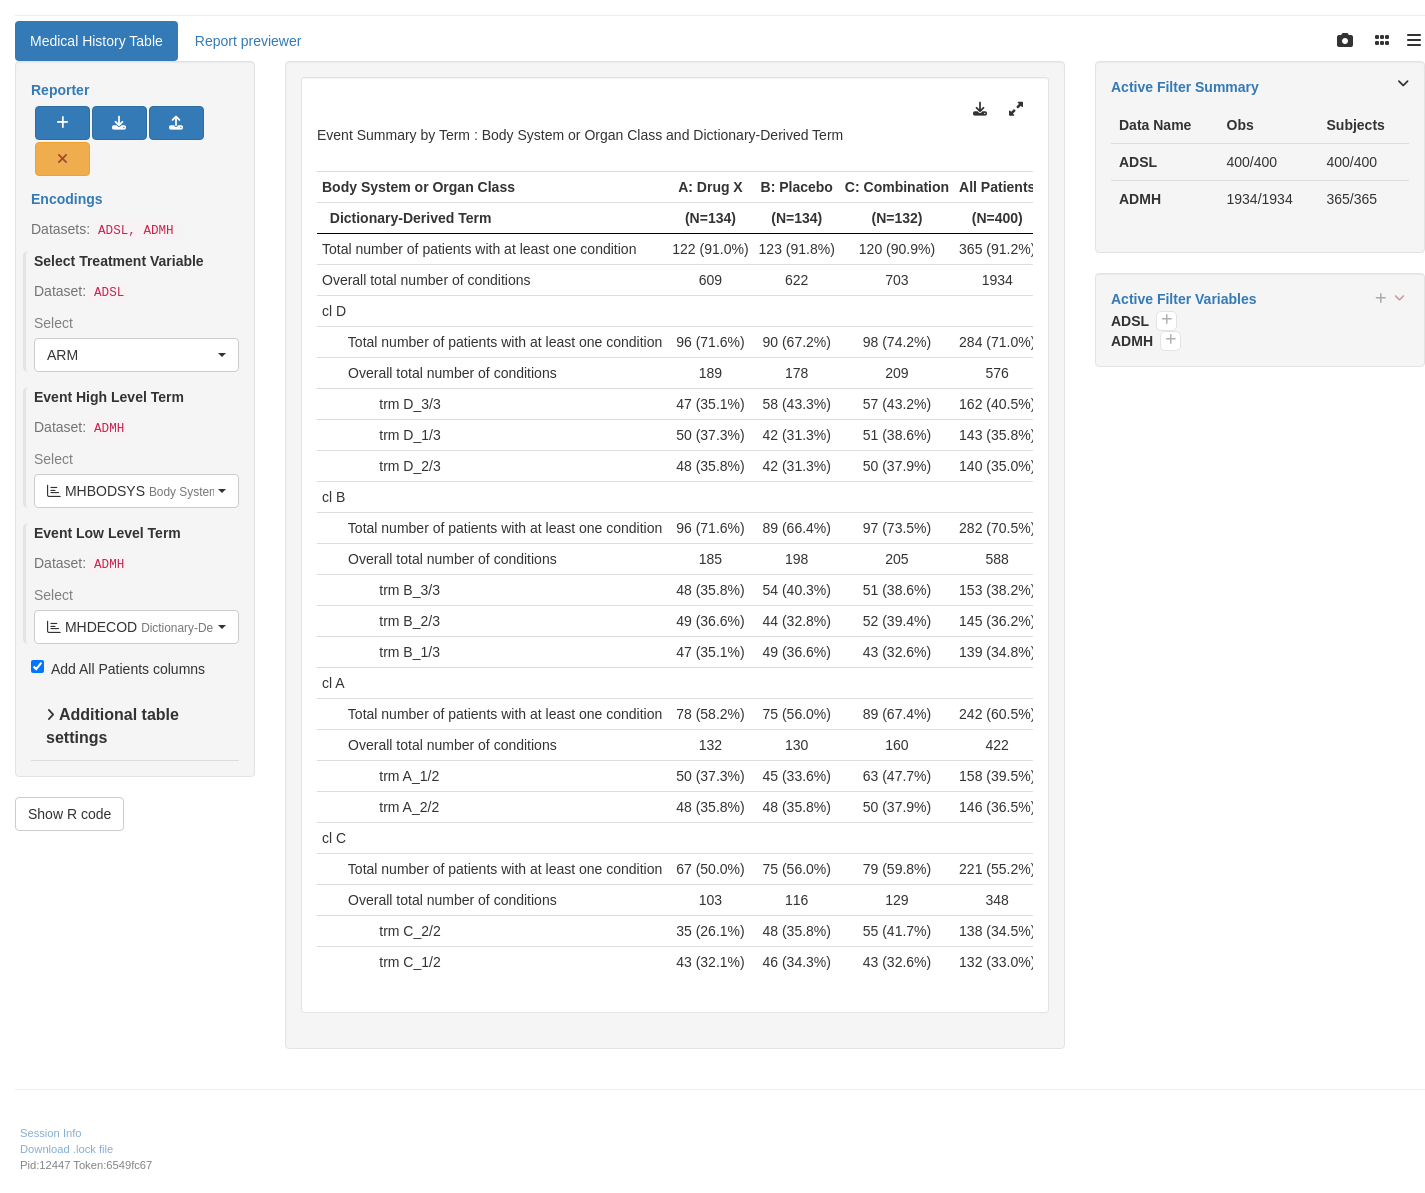 Medical History Table Report previewer
Reporter
Encodings
Datasets: ADSL, ADMH
Select Treatment Variable
Dataset: ADSL
Select
ARM
Event High Level Term
Dataset: ADMH
Select
MHBODSYS Body System
Event Low Level Term
Dataset: ADMH
Select
MHDECOD Dictionary-De
Add All Patients columns
Additional table
settings
Show R code
Event Summary by Term : Body System or Organ Class and Dictionary-Derived Term
Body System or Organ Class A: Drug X B: Placebo C: Combination All Patients
Dictionary-Derived Term (N=134) (N=134) (N=132) (N=400)
Total number of patients with at least one condition 122 (91.0%) 123 (91.8%) 120 (90.9%) 365 (91.2%)
Overall total number of conditions 609 622 703 1934
cl D
Total number of patients with at least one condition 96 (71.6%) 90 (67.2%) 98 (74.2%) 284 (71.0%)
Overall total number of conditions 189 178 209 576
trm D_3/3 47 (35.1%) 58 (43.3%) 57 (43.2%) 162 (40.5%)
trm D_1/3 50 (37.3%) 42 (31.3%) 51 (38.6%) 143 (35.8%)
trm D_2/3 48 (35.8%) 42 (31.3%) 50 (37.9%) 140 (35.0%)
cl B
Total number of patients with at least one condition 96 (71.6%) 89 (66.4%) 97 (73.5%) 282 (70.5%)
Overall total number of conditions 185 198 205 588
trm B_3/3 48 (35.8%) 54 (40.3%) 51 (38.6%) 153 (38.2%)
trm B_2/3 49 (36.6%) 44 (32.8%) 52 (39.4%) 145 (36.2%)
trm B_1/3 47 (35.1%) 49 (36.6%) 43 (32.6%) 139 (34.8%)
cl A
Total number of patients with at least one condition 78 (58.2%) 75 (56.0%) 89 (67.4%) 242 (60.5%)
Overall total number of conditions 132 130 160 422
trm A_1/2 50 (37.3%) 45 (33.6%) 63 (47.7%) 158 (39.5%)
trm A_2/2 48 (35.8%) 48 (35.8%) 50 (37.9%) 146 (36.5%)
cl C
Total number of patients with at least one condition 67 (50.0%) 75 (56.0%) 79 (59.8%) 221 (55.2%)
Overall total number of conditions 103 116 129 348
trm C_2/2 35 (26.1%) 48 (35.8%) 55 (41.7%) 138 (34.5%)
trm C_1/2 43 (32.1%) 46 (34.3%) 43 (32.6%) 132 (33.0%)
Active Filter Summary
Data Name Obs Subjects
ADSL 400/400 400/400
ADMH 1934/1934 365/365
Active Filter Variables
ADSL
ADMH
Session Info
Download .lock file
Pid:12447 Token:6549fc67